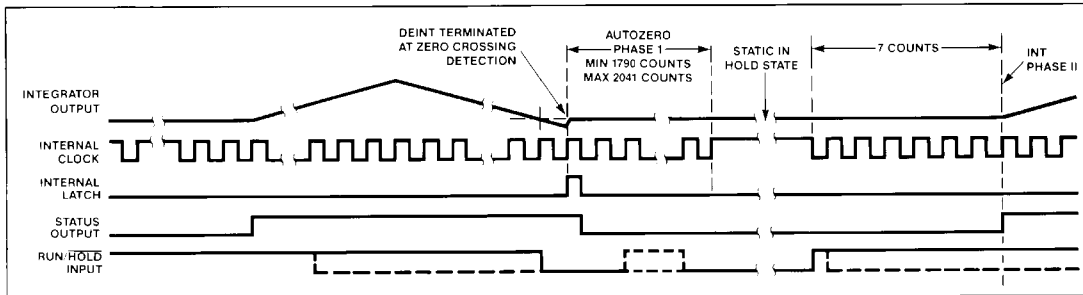 DEINT TERMINATED
AT ZERO CROSSING
DETECTION
AUTOZERO
PHASE 1
MIN 1790 COUNTS
MAX 2041 COUNTS
STATIC IN
HOLD STATE
7 COUNTS
INT
PHASE II
INTEGRATOR
OUTPUT
INTERNAL
CLOCK
INTERNAL
LATCH
STATUS
OUTPUT
RUN/HOLD
INPUT